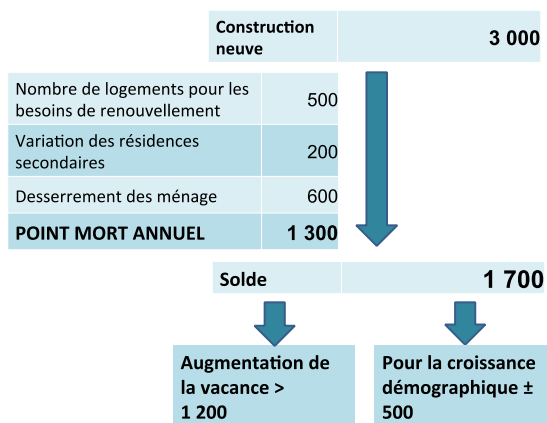 Construction
neuve
3 000
Nombre de logements pour les
besoins de renouvellement
500
Variation des résidences
secondaires
200
Desserrement des ménage
600
POINT MORT ANNUEL
1 300
Solde
1 700
Augmentation de
la vacance >
1 200
Pour la croissance
démographique ±
500